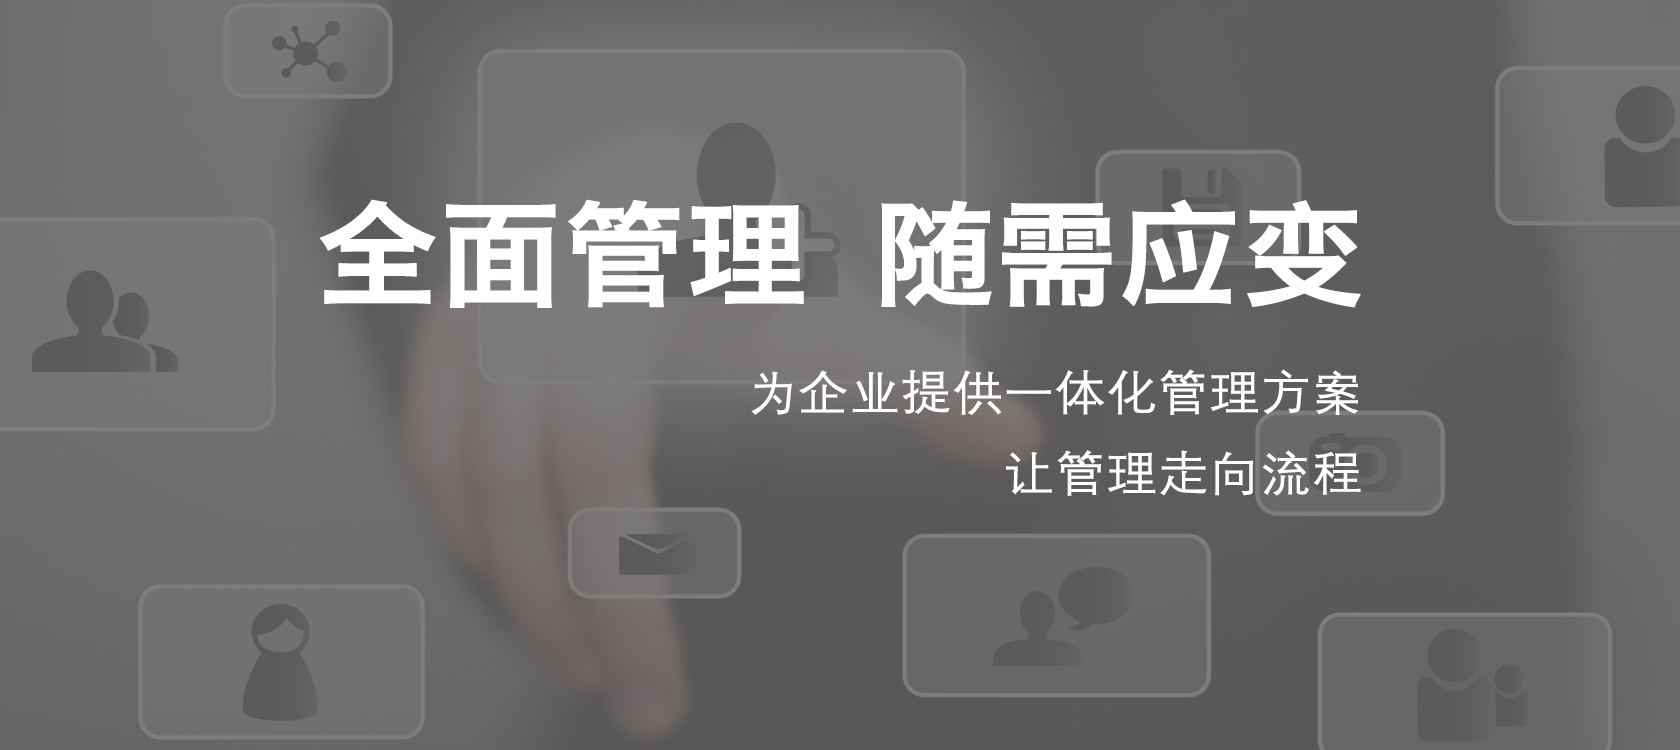 全面管理 随需应变
为企业提供一体化管理方案
让管理走向流程